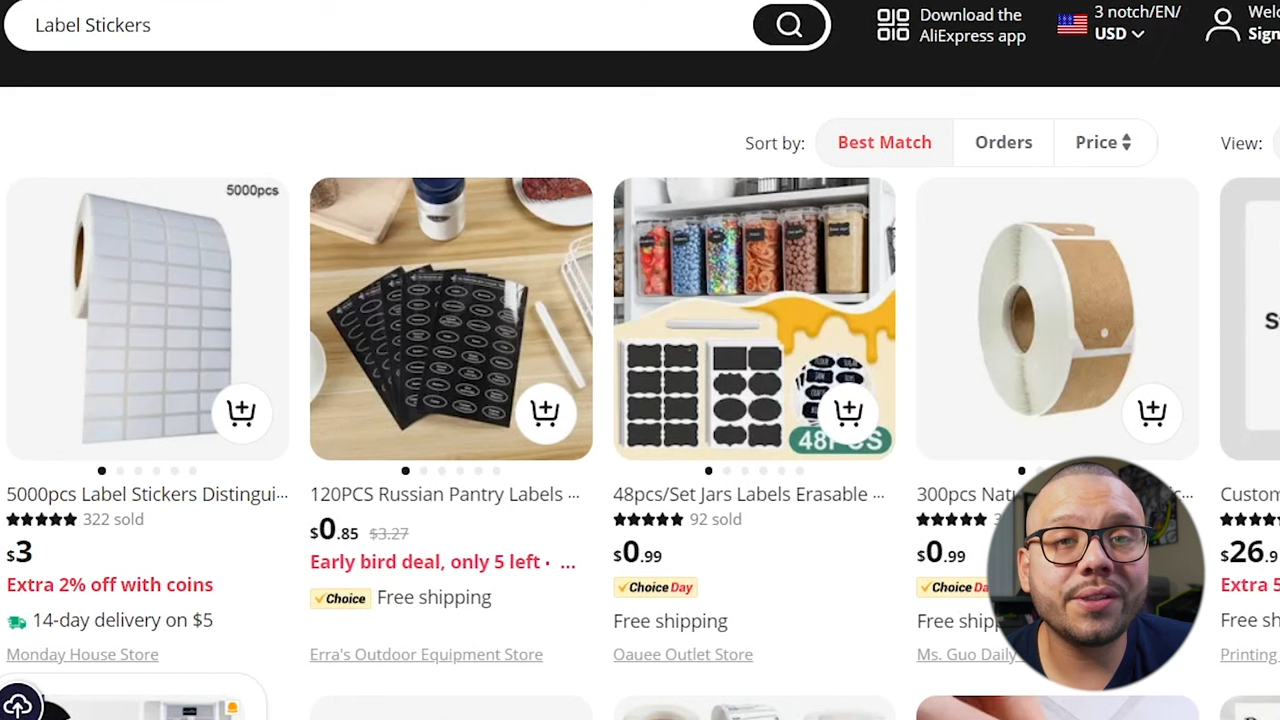 Label Stickers
Download the
AliExpress app
3 notch/EN/
USD
Welc
Sign
Sort by:
Best Match
Orders
Price
View:
5000pcs
48PCS
5000pcs Label Stickers Distingui...
322 sold
$3
Extra 2% off with coins
14-day delivery on $5
Monday House Store
120PCS Russian Pantry Labels ...
$0.85 $3.27
Early bird deal, only 5 left · ...
Choice Free shipping
Erra's Outdoor Equipment Store
48pcs/Set Jars Labels Erasable ...
92 sold
$0.99
Choice Day
Free shipping
Oauee Outlet Store
300pcs Nat
$0.99
Choice Da
Free shipp
Ms. Guo Daily
Custom
$26.9
Extra 5
Free sh
Printing